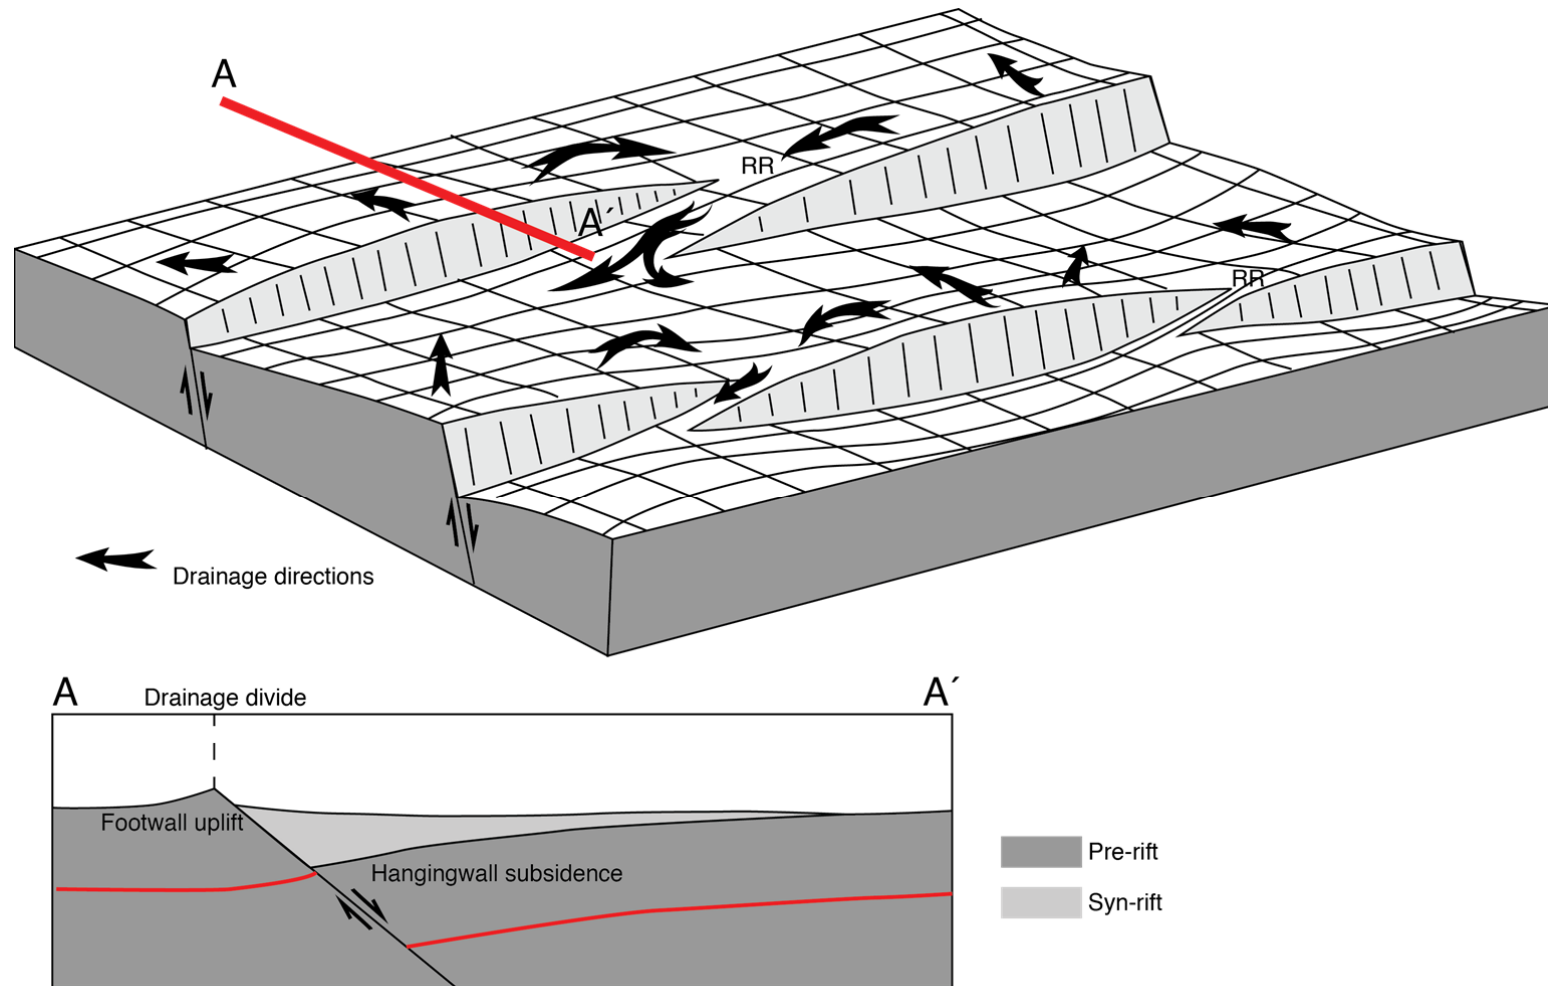 A
RR
A´
RR
Drainage directions
A
Drainage divide
A´
Footwall uplift
Hangingwall subsidence
Pre-rift
Syn-rift